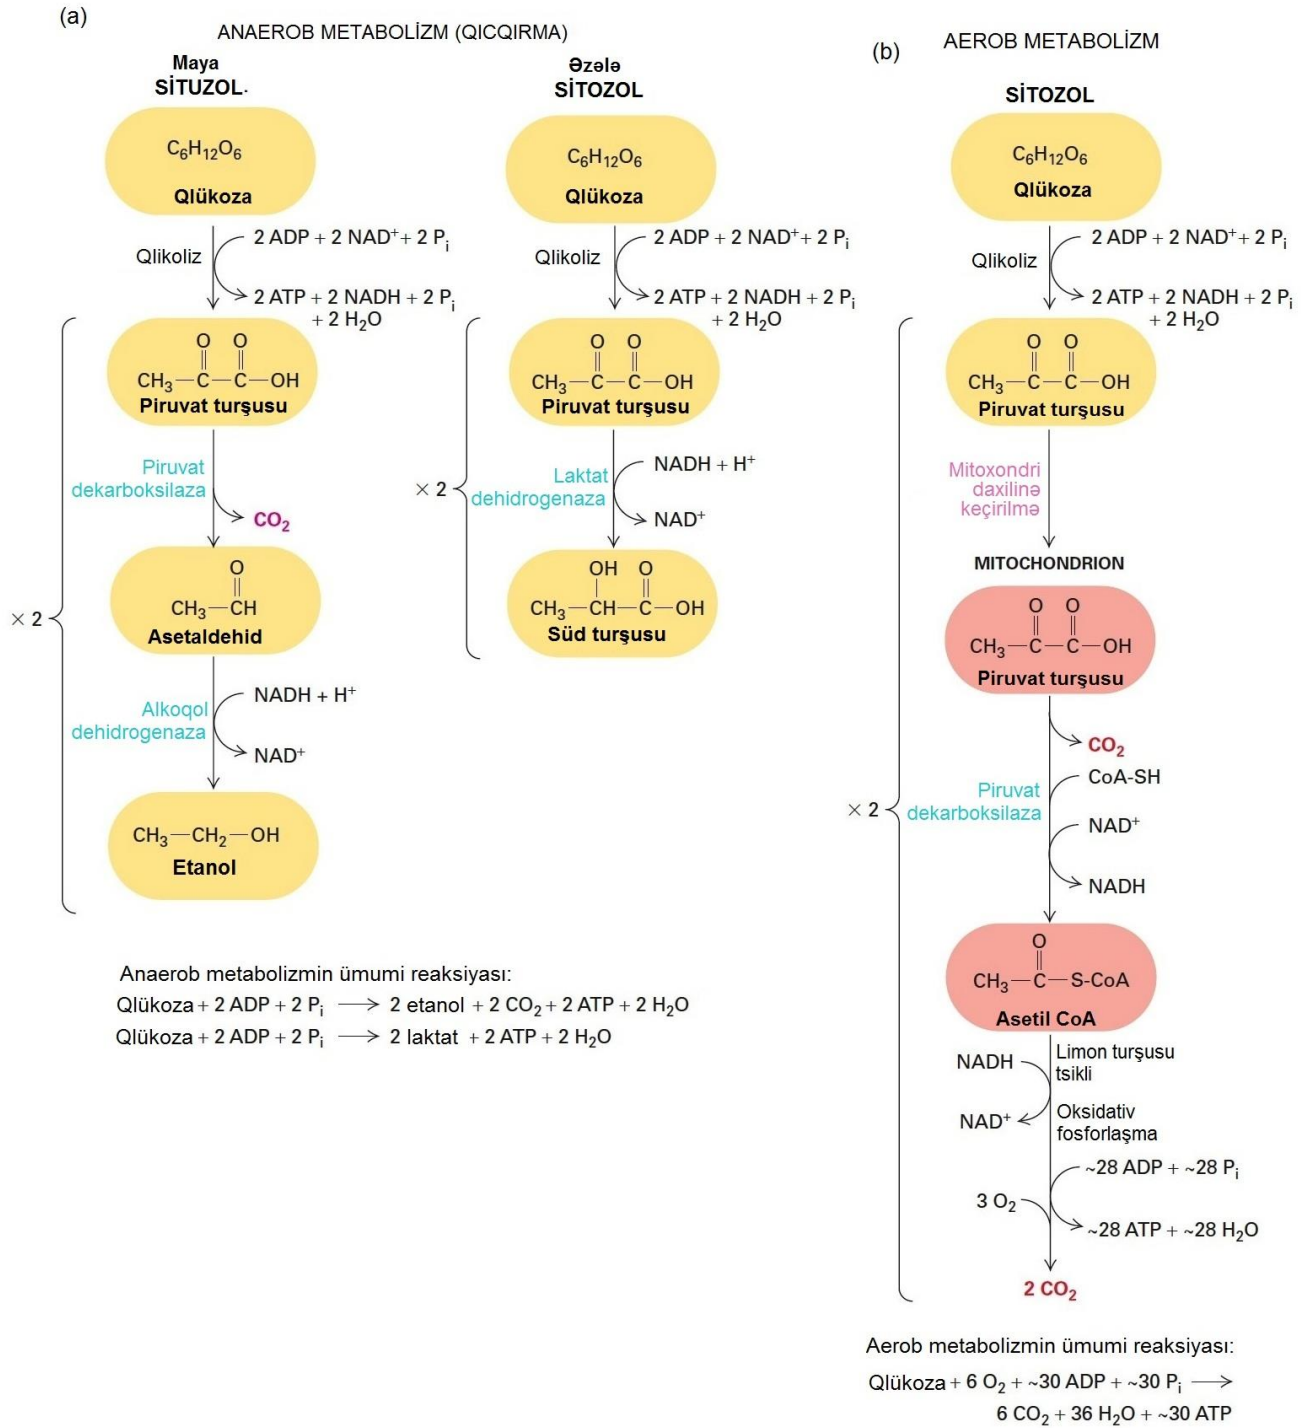 (a)
ANAEROB METABOLİZM (QICQIRMA)
Maya
SİTUZOL.
C6H12O6
Qlükoza
Qlikoliz
2 ADP + 2 NAD⁺ + 2 Pi
2 ATP + 2 NADH + 2 Pi
+ 2 H2O
O O
CH3—C—C—OH
Piruvat turşusu
Piruvat
dekarboksilaza
CO2
O
CH3—CH
Asetaldehid
× 2
Alkoqol
dehidrogenaza
NADH + H⁺
NAD⁺
CH3—CH2—OH
Etanol
Əzələ
SİTOZOL
C6H12O6
Qlükoza
Qlikoliz
2 ADP + 2 NAD⁺ + 2 Pi
2 ATP + 2 NADH + 2 Pi
+ 2 H2O
O O
CH3—C—C—OH
Piruvat turşusu
× 2
Laktat
dehidrogenaza
NADH + H⁺
NAD⁺
OH O
CH3—CH—C—OH
Süd turşusu
Anaerob metabolizmin ümumi reaksiyası:
Qlükoza + 2 ADP + 2 Pi → 2 etanol + 2 CO2 + 2 ATP + 2 H2O
Qlükoza + 2 ADP + 2 Pi → 2 laktat + 2 ATP + 2 H2O
(b)
AEROB METABOLİZM
SİTOZOL
C6H12O6
Qlükoza
Qlikoliz
2 ADP + 2 NAD⁺ + 2 Pi
2 ATP + 2 NADH + 2 Pi
+ 2 H2O
O O
CH3—C—C—OH
Piruvat turşusu
Mitoxondri
daxilinə
keçirilmə
MITOCHONDRION
O O
CH3—C—C—OH
Piruvat turşusu
CO2
CoA-SH
× 2
Piruvat
dekarboksilaza
NAD⁺
NADH
O
CH3—C—S-CoA
Asetil CoA
NADH
NAD⁺
Limon turşusu
tsikli
Oksidativ
fosforlaşma
~28 ADP + ~28 Pi
3 O2
~28 ATP + ~28 H2O
2 CO2
Aerob metabolizmin ümumi reaksiyası:
Qlükoza + 6 O2 + ~30 ADP + ~30 Pi →
6 CO2 + 36 H2O + ~30 ATP